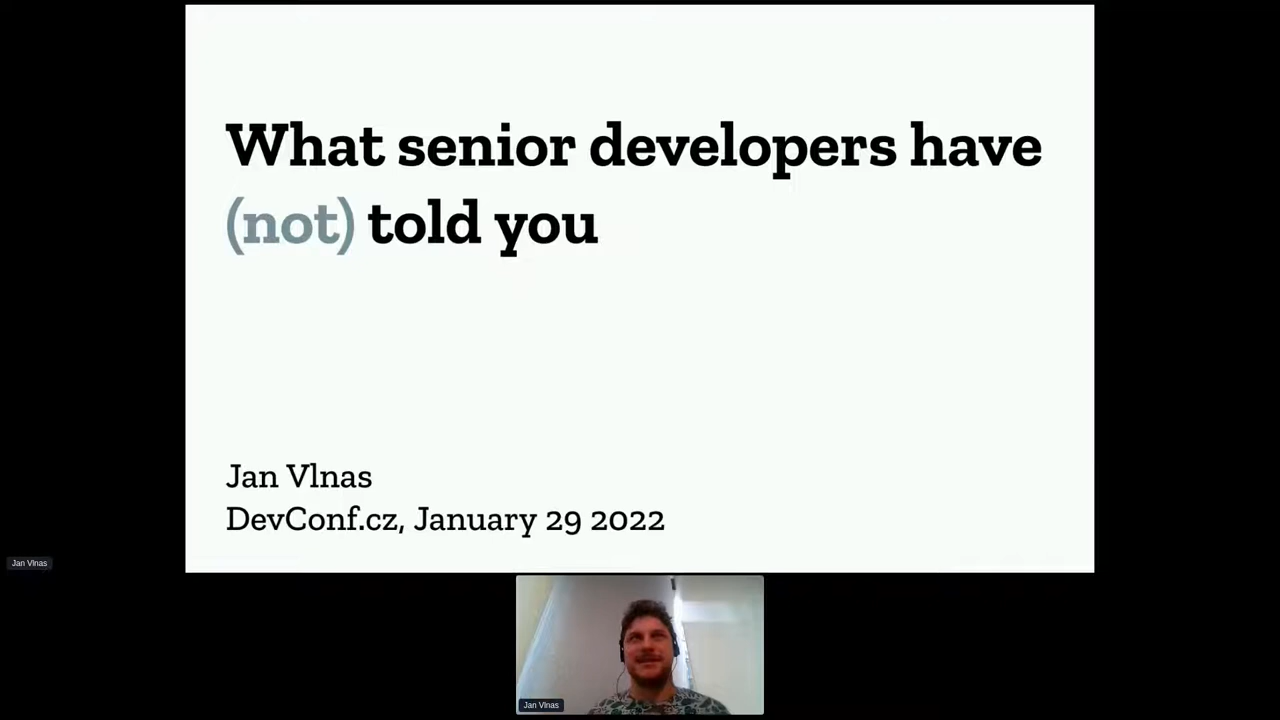 What senior developers have
(not) told you
Jan Vlnas
DevConf.cz, January 29 2022
Jan Vlnas
Jan Vlnas